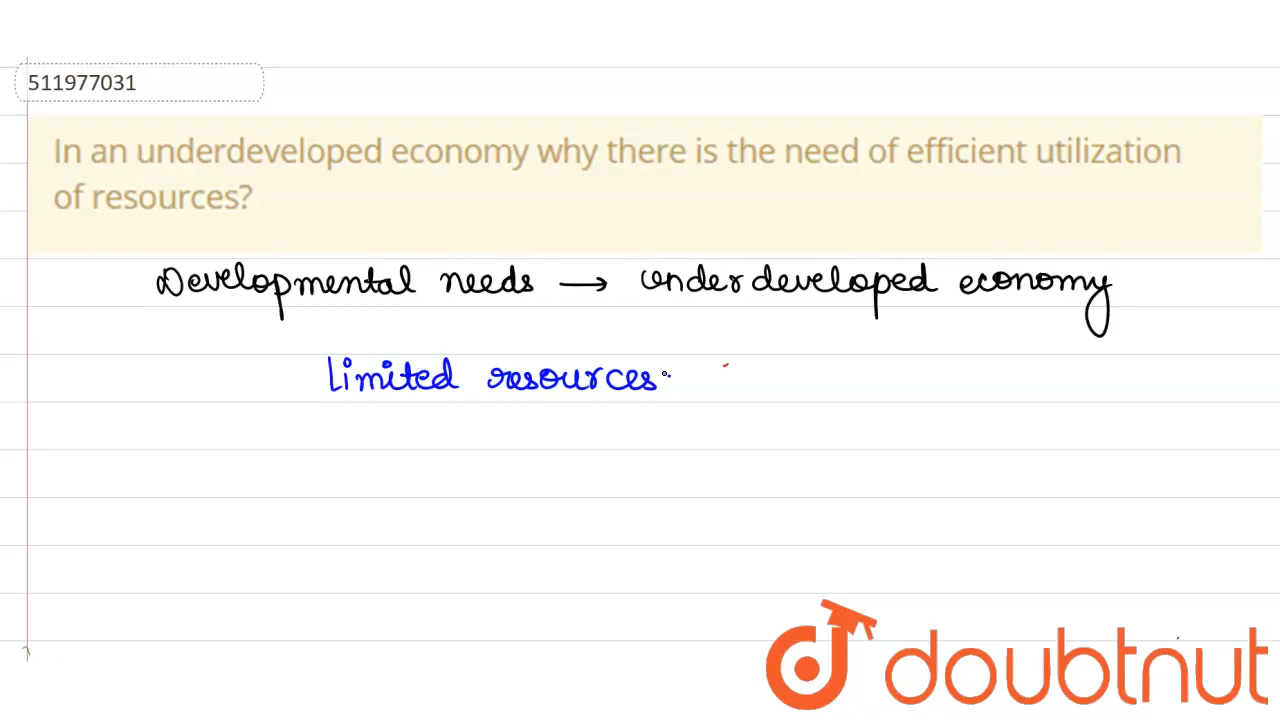 511977031
In an underdeveloped economy why there is the need of efficient utilization
of resources?
Developmental needs → Underdeveloped economy
Limited resources.
doubtnut